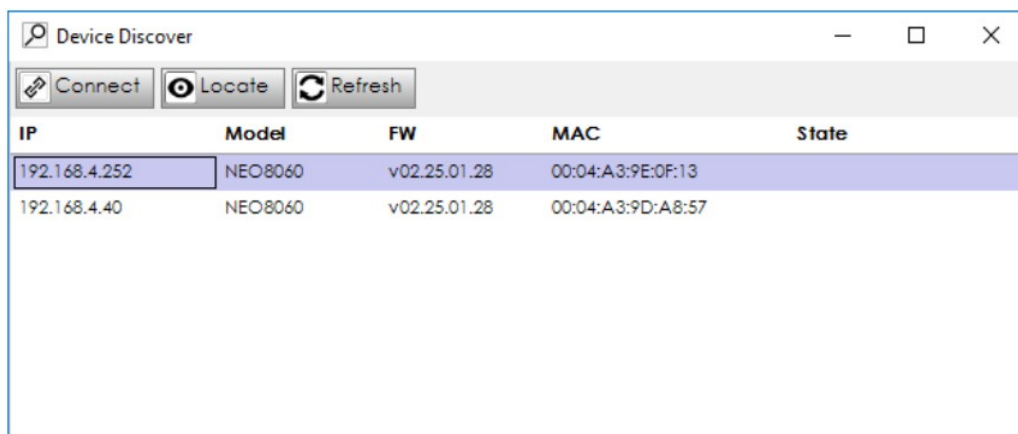 Device Discover
Connect Locate Refresh
IP Model FW MAC State
192.168.4.252 NEO8060 v02.25.01.28 00:04:A3:9E:0F:13
192.168.4.40 NEO8060 v02.25.01.28 00:04:A3:9D:A8:57